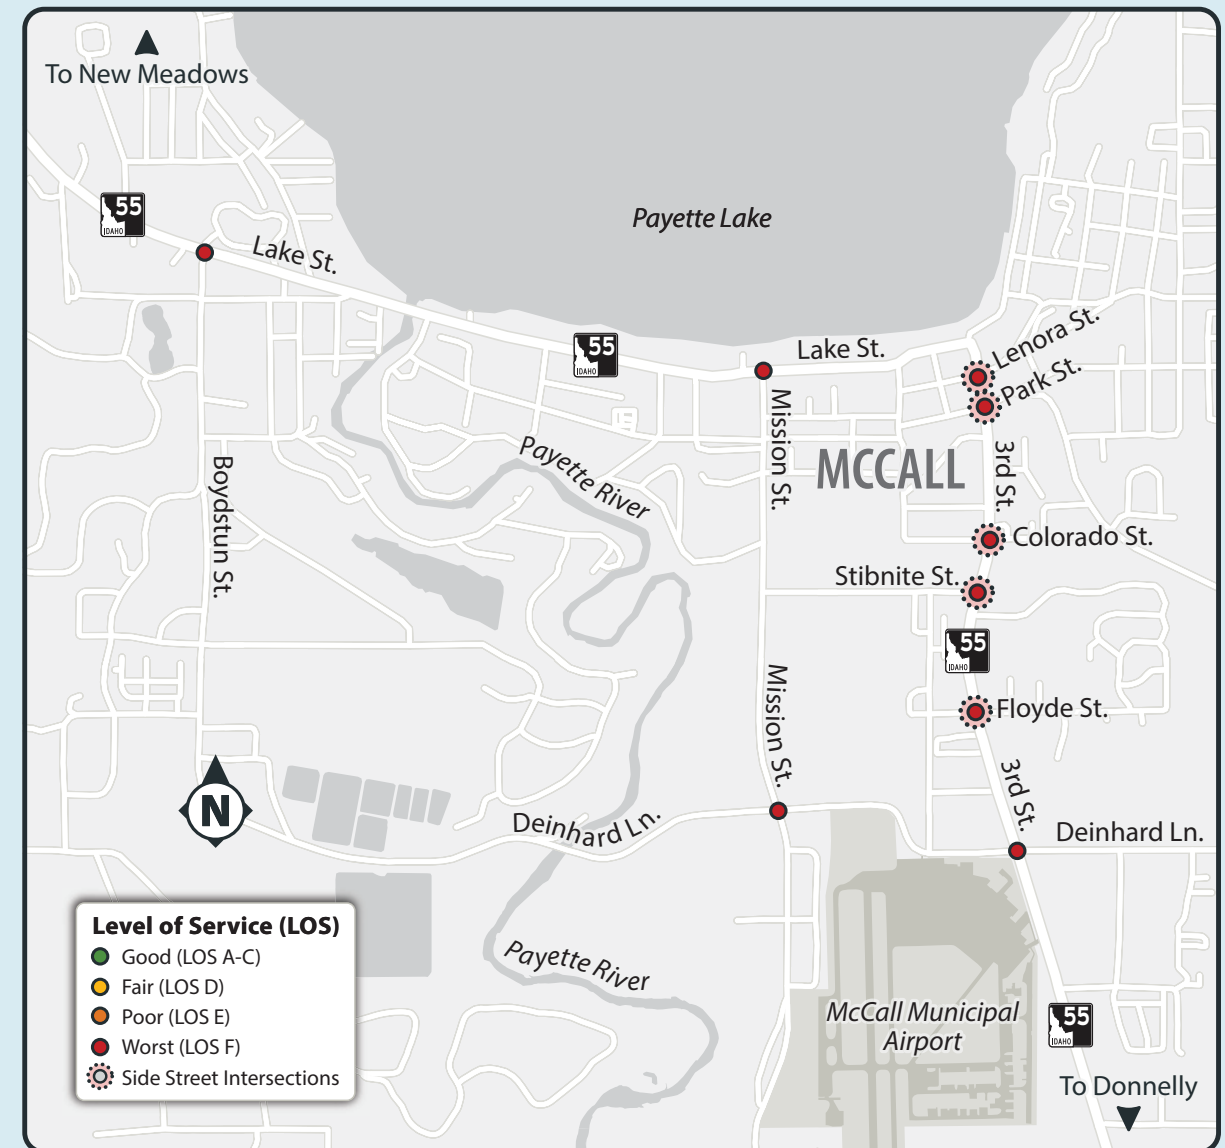 To New Meadows
55
IDAHO
Lake St.
Payette Lake
55
IDAHO
Lake St.
Lenora St.
Park St.
Mission St.
MCCALL
3rd St.
Payette River
Boydstun St.
Colorado St.
Stibnite St.
55
IDAHO
Mission St.
Floyde St.
3rd St.
N
Deinhard Ln.
Deinhard Ln.
Level of Service (LOS)
Good (LOS A-C)
Fair (LOS D)
Poor (LOS E)
Worst (LOS F)
Side Street Intersections
Payette River
McCall Municipal
Airport
55
IDAHO
To Donnelly